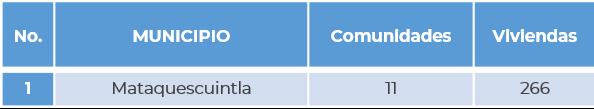 No. MUNICIPIO Comunidades Viviendas
1 Mataquescuintla 11 266